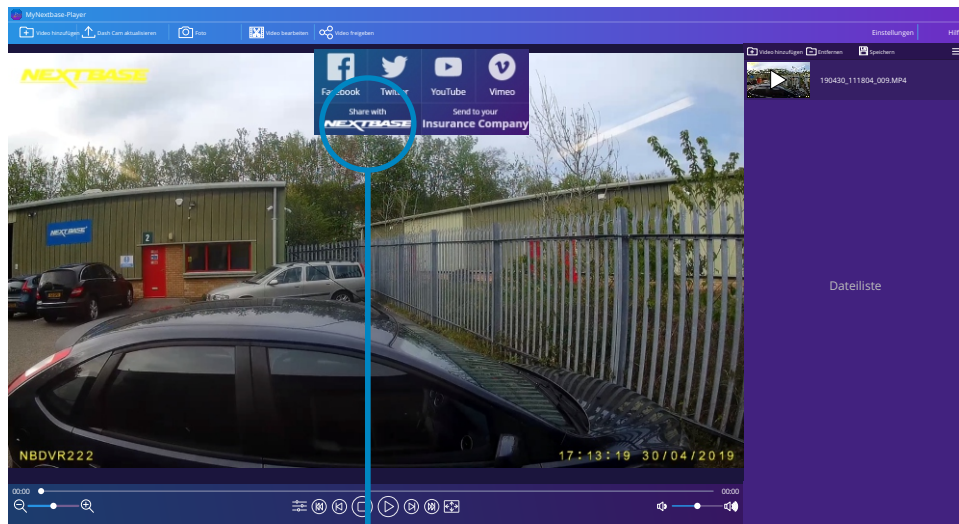 MyNextbase-Player
Video hinzufügen Dash Cam aktualisieren Foto Video bearbeiten Video freigeben Einstellungen Hilf
Video hinzufügen Entfernen Speichern
NEXTBASE
Facebook Twitter YouTube Vimeo
Share with NEXTBASE
Send to your Insurance Company
190430_111804_009.MP4
NEXTBASE
2
Dateiliste
NBDVR222 17:13:19 30/04/2019
00:00 00:00